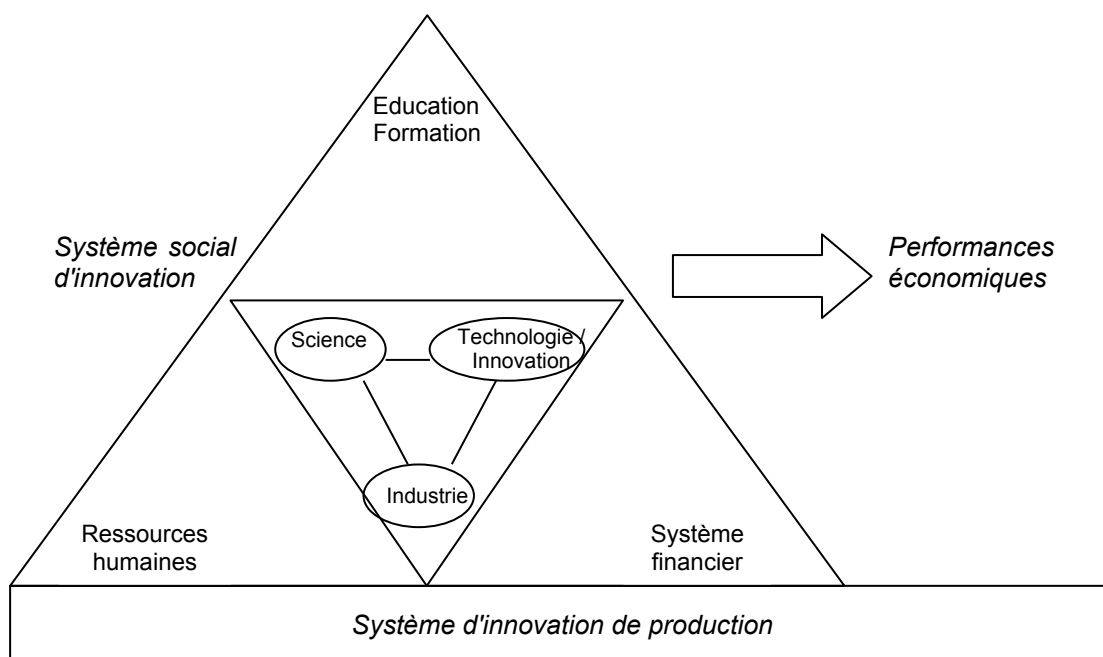 Education
Formation
Système social
d'innovation
Performances
économiques
Science
Technologie /
Innovation
Industrie
Ressources
humaines
Système
financier
Système d'innovation de production